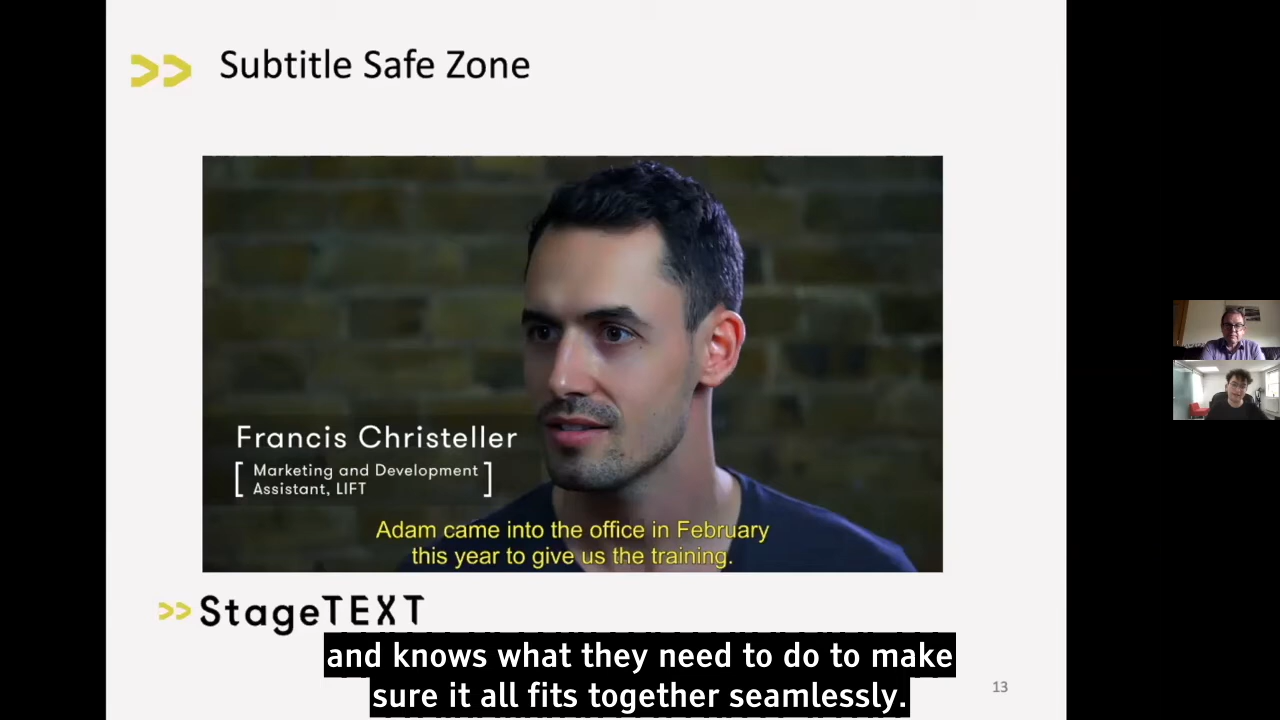 >> Subtitle Safe Zone
Francis Christeller
[ Marketing and Development
Assistant, LIFT ]
Adam came into the office in February
this year to give us the training.
>> StageTEXT
and knows what they need to do to make
sure it all fits together seamlessly.
13